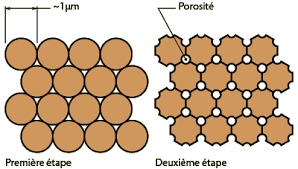 ~1µm
Porosité
Première étape
Deuxième étape